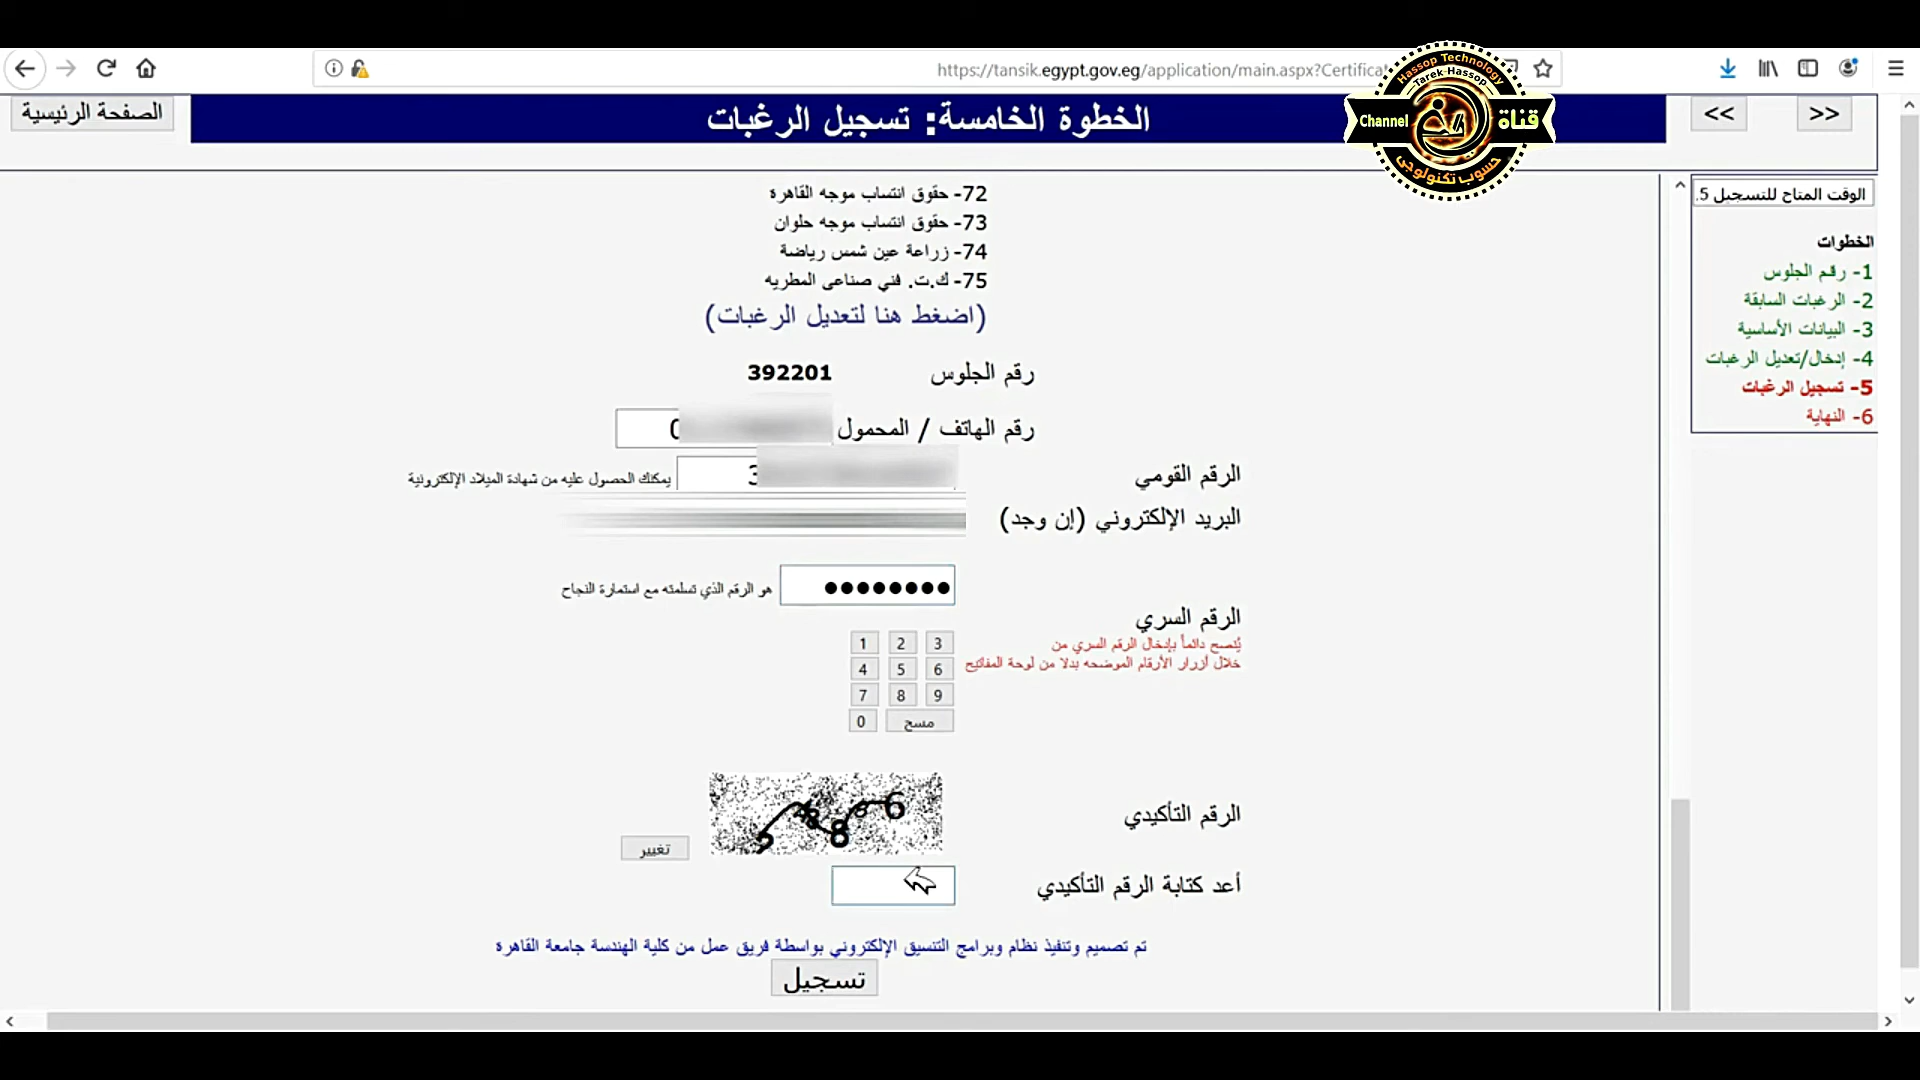 https://tansik.egypt.gov.eg/application/main.aspx?Certifica
Hassop Technology
Tarek-Hassop
Channel
قناة
حسوب تكنولوجى
الصفحة الرئيسية
الخطوة الخامسة: تسجيل الرغبات
<<
>>
الوقت المتاح للتسجيل 5.
الخطوات
1- رقم الجلوس
2- الرغبات السابقة
3- البيانات الأساسية
4- إدخال/تعديل الرغبات
5- تسجيل الرغبات
6- النهاية
72- حقوق انتساب موجه القاهرة
73- حقوق انتساب موجه حلوان
74- زراعة عين شمس رياضة
75- ك.ت. فني صناعى المطريه
(اضغط هنا لتعديل الرغبات)
رقم الجلوس 392201
رقم الهاتف / المحمول 0
الرقم القومي 3 يمكنك الحصول عليه من شهادة الميلاد الإلكترونية
البريد الإلكتروني (إن وجد)
هو الرقم الذي تسلمته مع استمارة النجاح
الرقم السري
يُنصح دائماً بإدخال الرقم السري من
خلال أزرار الأرقام الموضحه بدلا من لوحة المفاتيح
1 2 3
4 5 6
7 8 9
0 مسح
الرقم التأكيدي
تغيير
أعد كتابة الرقم التأكيدي
تم تصميم وتنفيذ نظام وبرامج التنسيق الإلكتروني بواسطة فريق عمل من كلية الهندسة جامعة القاهرة
تسجيل